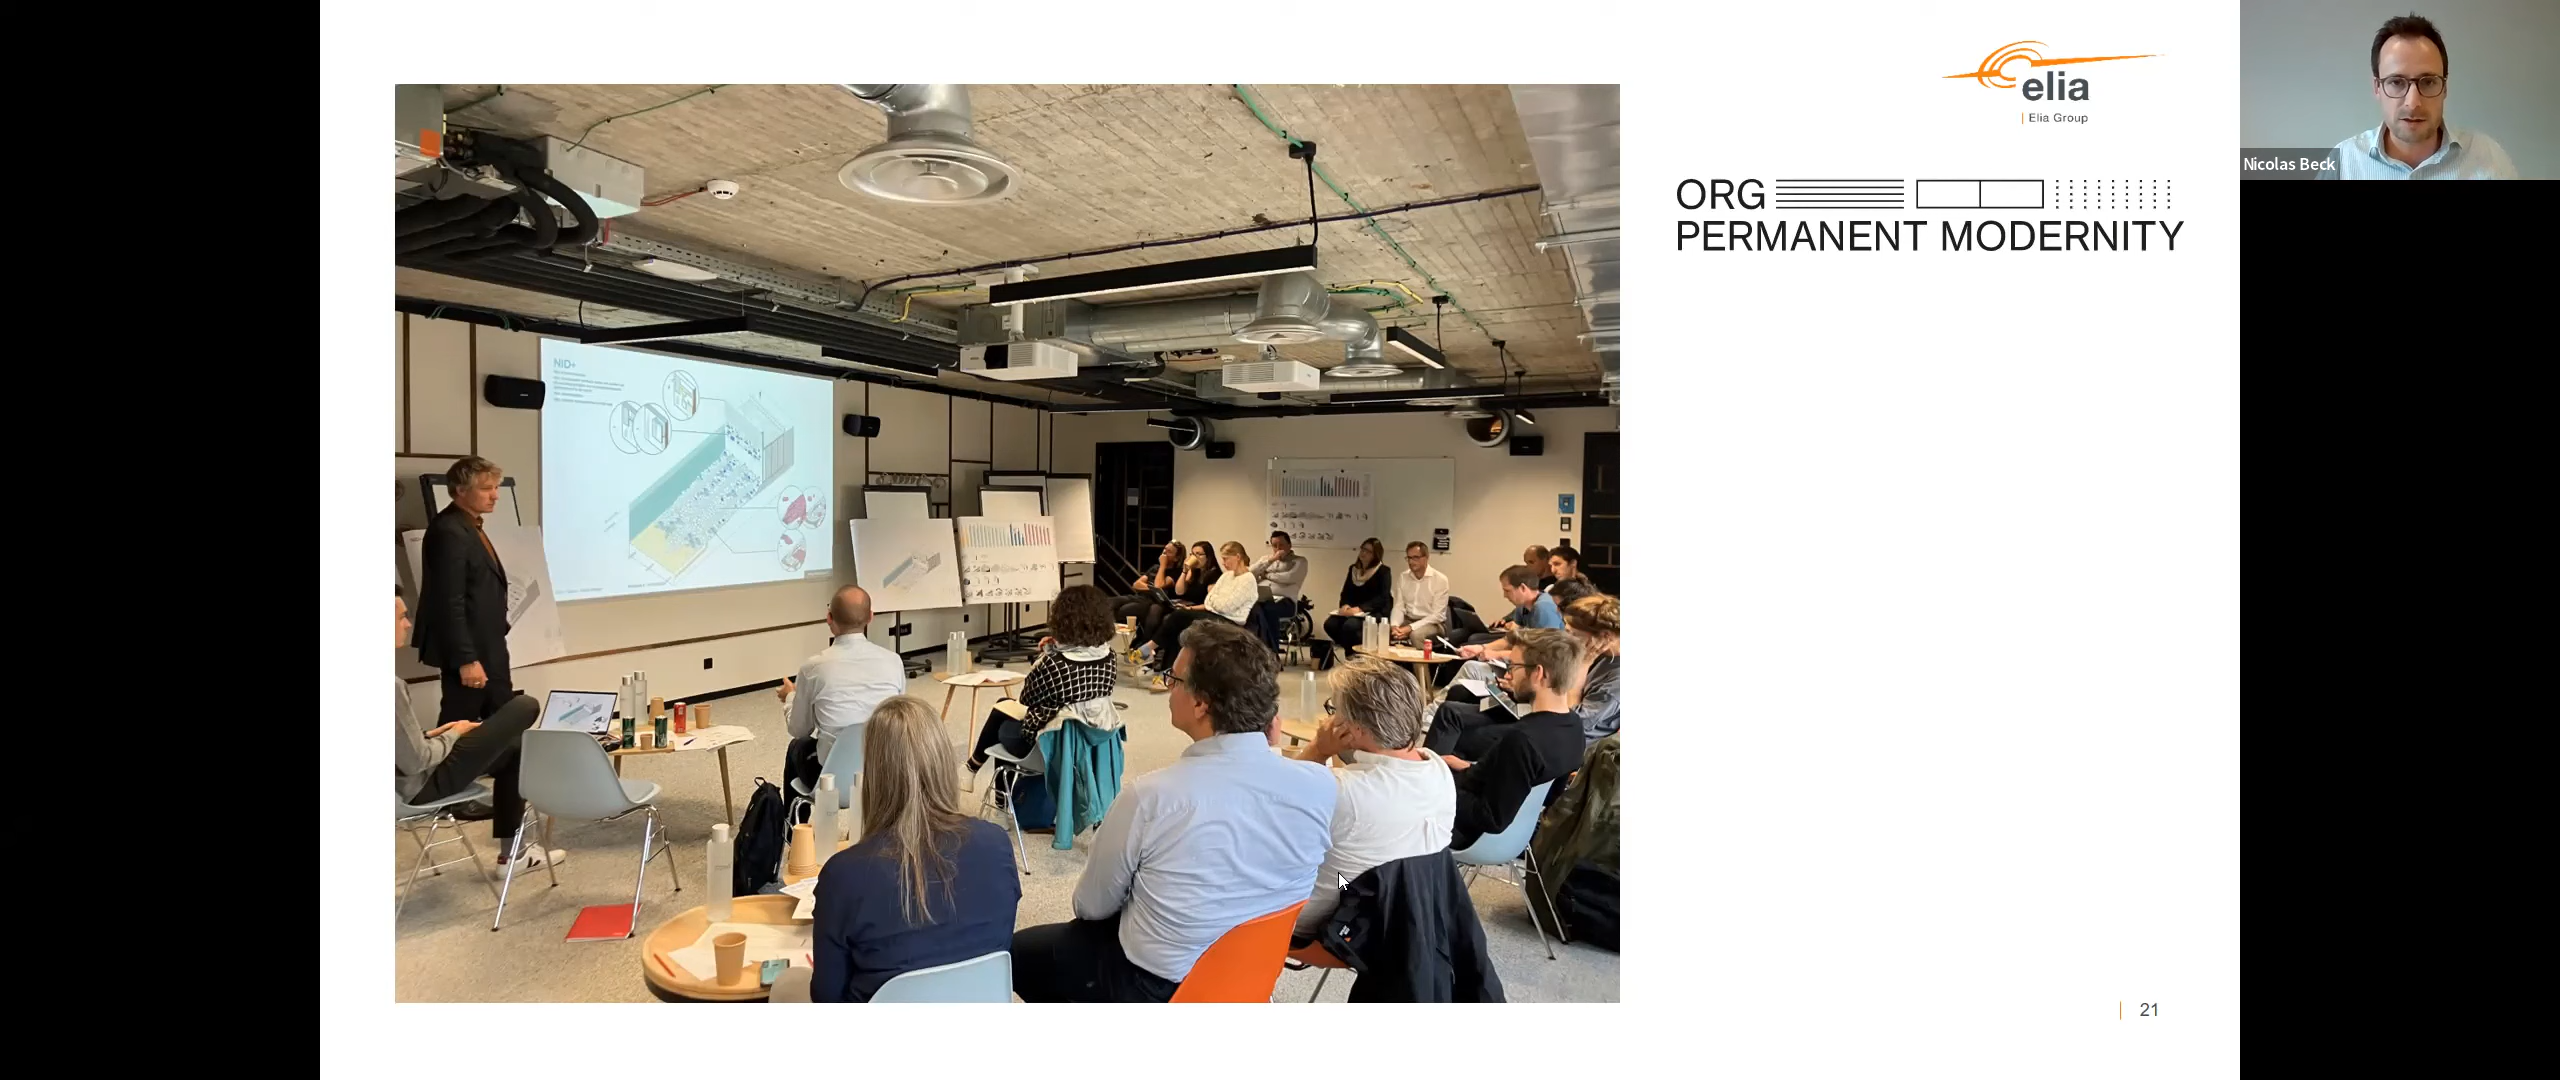 elia
| Elia Group
Nicolas Beck
ORG
PERMANENT MODERNITY
NID+
21